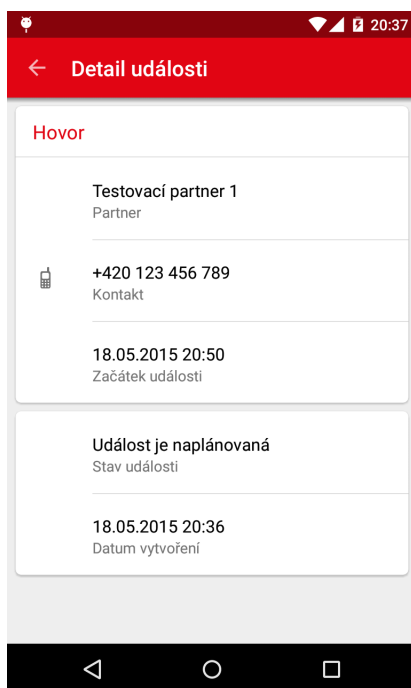 20:37
Detail události
Hovor
Testovací partner 1
Partner
+420 123 456 789
Kontakt
18.05.2015 20:50
Začátek události
Událost je naplánovaná
Stav události
18.05.2015 20:36
Datum vytvoření